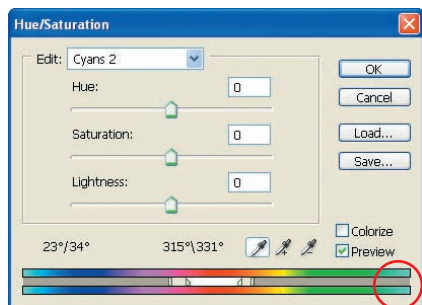 Hue/Saturation
Edit: Cyans 2
OK
Hue: 0
Cancel
Saturation: 0
Load...
Save...
Lightness: 0
Colorize
23°/34° 315°\331°
Preview